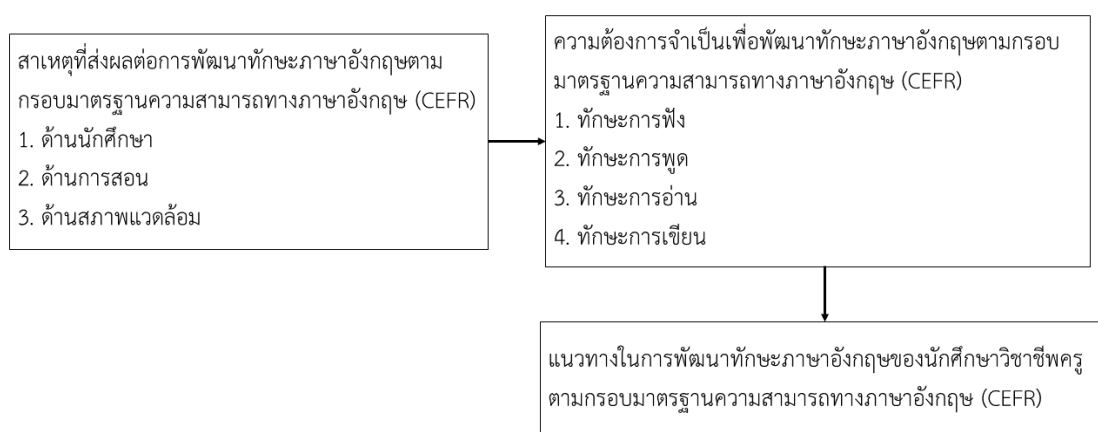 สาเหตุที่ส่งผลต่อการพัฒนาทักษะภาษาอังกฤษตาม
กรอบมาตรฐานความสามารถทางภาษาอังกฤษ (CEFR)
1. ด้านนักศึกษา
2. ด้านการสอน
3. ด้านสภาพแวดล้อม
ความต้องการจำเป็นเพื่อพัฒนาทักษะภาษาอังกฤษตามกรอบ
มาตรฐานความสามารถทางภาษาอังกฤษ (CEFR)
1. ทักษะการฟัง
2. ทักษะการพูด
3. ทักษะการอ่าน
4. ทักษะการเขียน
แนวทางในการพัฒนาทักษะภาษาอังกฤษของนักศึกษาวิชาชีพครู
ตามกรอบมาตรฐานความสามารถทางภาษาอังกฤษ (CEFR)